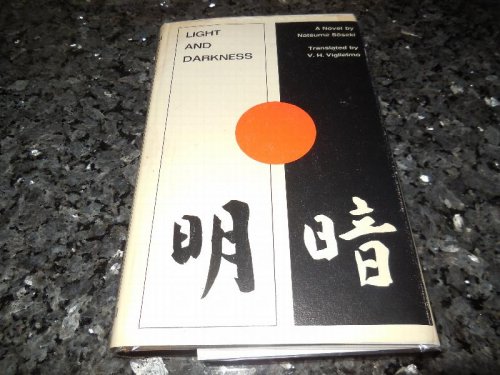 LIGHT
AND
DARKNESS
A Novel by
Natsume Sōseki
Translated by
V. H. Viglielmo
明暗